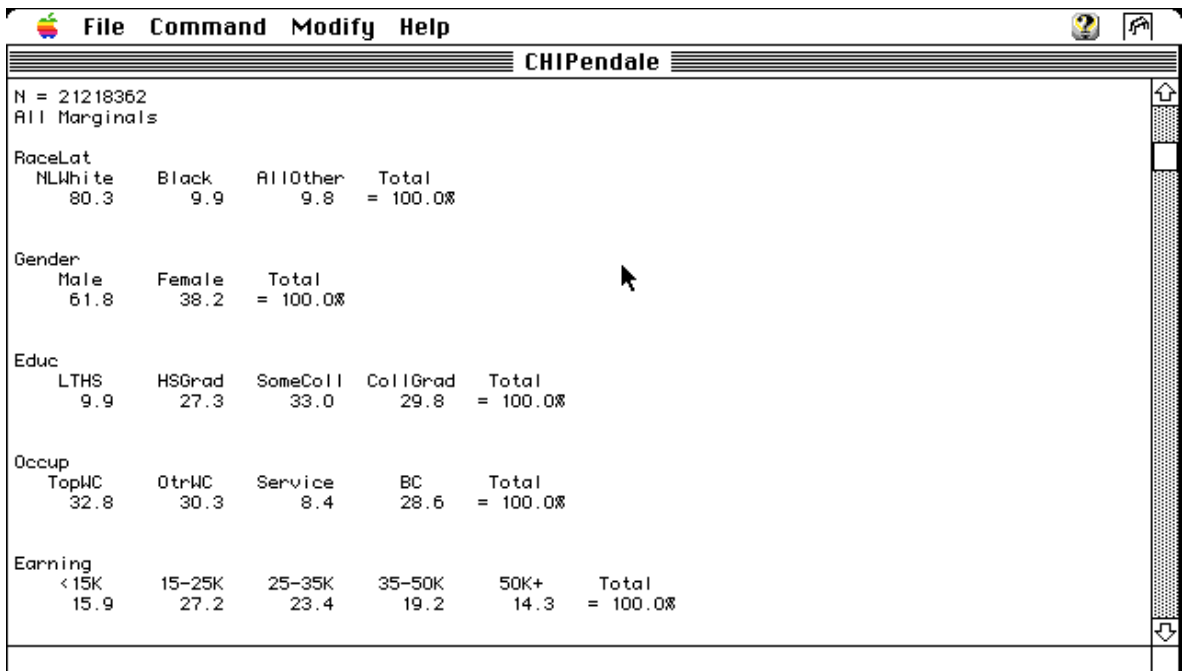 File Command Modify Help
CHIPendale
N = 21218362
All Marginals
RaceLat
NLWhite Black AllOther Total
80.3 9.9 9.8 = 100.0%
Gender
Male Female Total
61.8 38.2 = 100.0%
Educ
LTHS HSGrad SomeColl CollGrad Total
9.9 27.3 33.0 29.8 = 100.0%
Occup
TopWC OtrWC Service BC Total
32.8 30.3 8.4 28.6 = 100.0%
Earning
<15K 15-25K 25-35K 35-50K 50K+ Total
15.9 27.2 23.4 19.2 14.3 = 100.0%